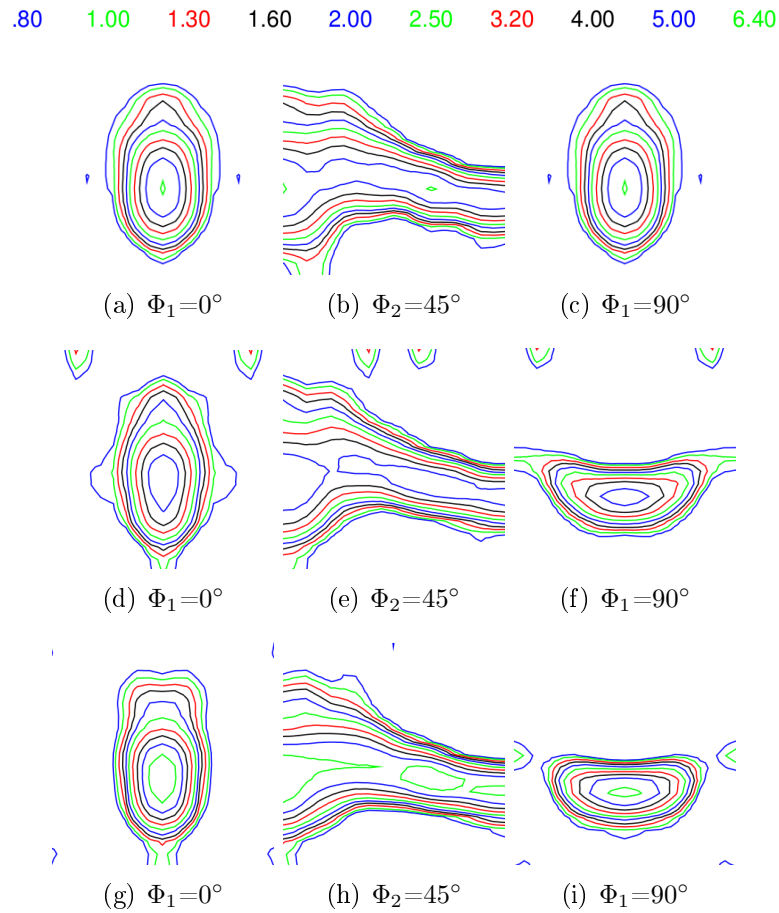 .80 1.00 1.30 1.60 2.00 2.50 3.20 4.00 5.00 6.40
(a) Φ₁=0° (b) Φ₂=45° (c) Φ₁=90°
(d) Φ₁=0° (e) Φ₂=45° (f) Φ₁=90°
(g) Φ₁=0° (h) Φ₂=45° (i) Φ₁=90°